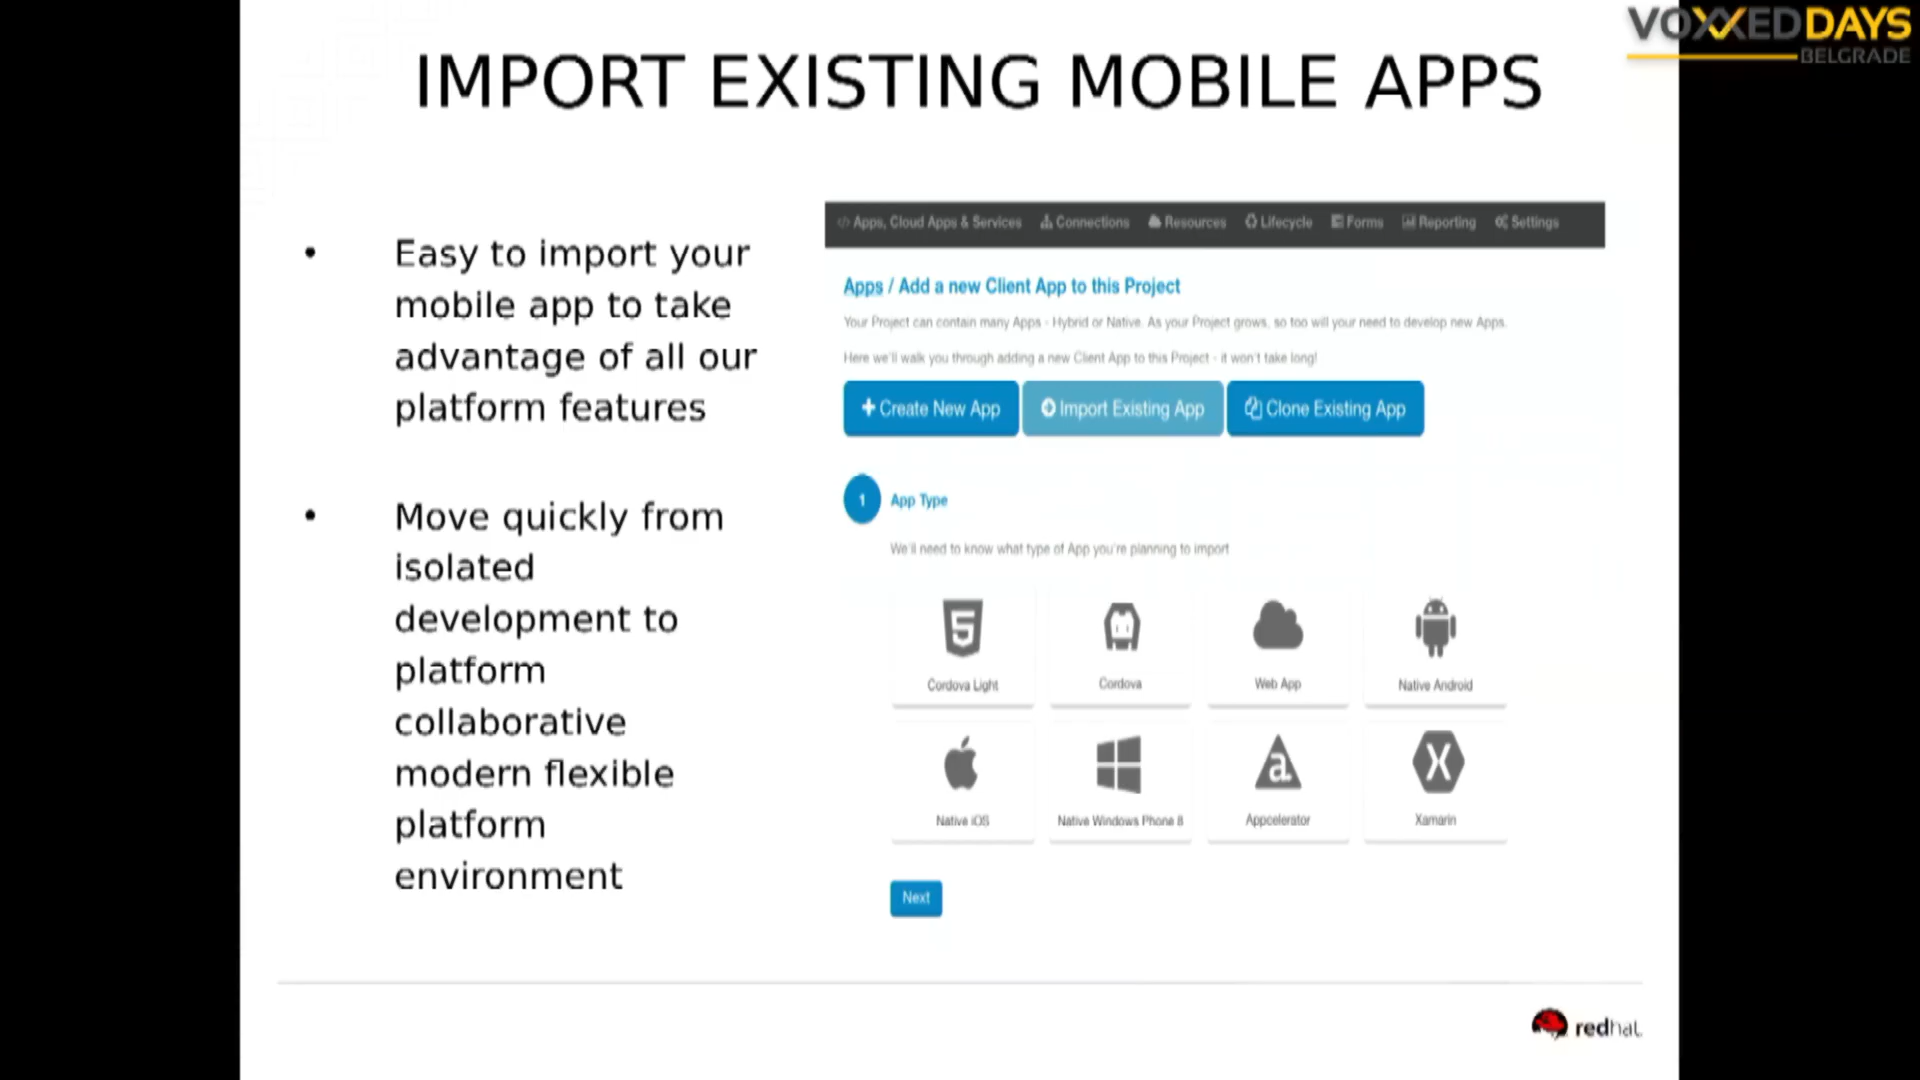 VOXXEDDAYS
BELGRADE
IMPORT EXISTING MOBILE APPS
• Easy to import your
mobile app to take
advantage of all our
platform features
• Move quickly from
isolated
development to
platform
collaborative
modern flexible
platform
environment
Apps, Cloud Apps & Services Connections Resources Lifecycle Forms Reporting Settings
Apps / Add a new Client App to this Project
Your Project can contain many Apps - Hybrid or Native. As your Project grows, so too will your need to develop new Apps.
Here we'll walk you through adding a new Client App to this Project - it won't take long!
Create New App Import Existing App Clone Existing App
1 App Type
We'll need to know what type of App you're planning to import
Cordova Light Cordova Web App Native Android
Native iOS Native Windows Phone 8 Appcelerator Xamarin
Next
redhat